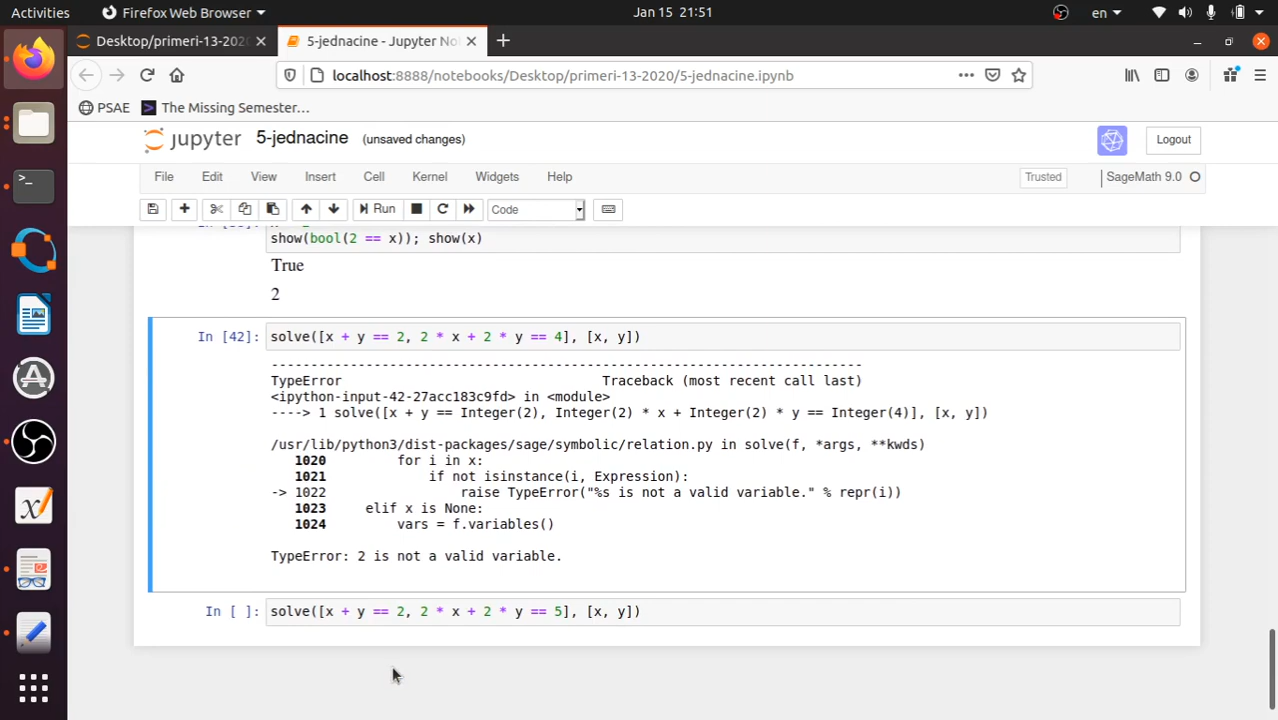 Activities
Firefox Web Browser
Jan 15 21:51
en
Desktop/primeri-13-202
5-jednacine - Jupyter No
localhost:8888/notebooks/Desktop/primeri-13-2020/5-jednacine.ipynb
PSAE
The Missing Semester…
jupyter 5-jednacine (unsaved changes)
Logout
File Edit View Insert Cell Kernel Widgets Help
Trusted
SageMath 9.0
Run
Code
show(bool(2 == x)); show(x)
True
2
In [42]: solve([x + y == 2, 2 * x + 2 * y == 4], [x, y])
---------------------------------------------------------------------------
TypeError Traceback (most recent call last)
<ipython-input-42-27acc183c9fd> in <module>
----> 1 solve([x + y == Integer(2), Integer(2) * x + Integer(2) * y == Integer(4)], [x, y])
/usr/lib/python3/dist-packages/sage/symbolic/relation.py in solve(f, *args, **kwds)
1020 for i in x:
1021 if not isinstance(i, Expression):
-> 1022 raise TypeError("%s is not a valid variable." % repr(i))
1023 elif x is None:
1024 vars = f.variables()
TypeError: 2 is not a valid variable.
In [ ]: solve([x + y == 2, 2 * x + 2 * y == 5], [x, y])